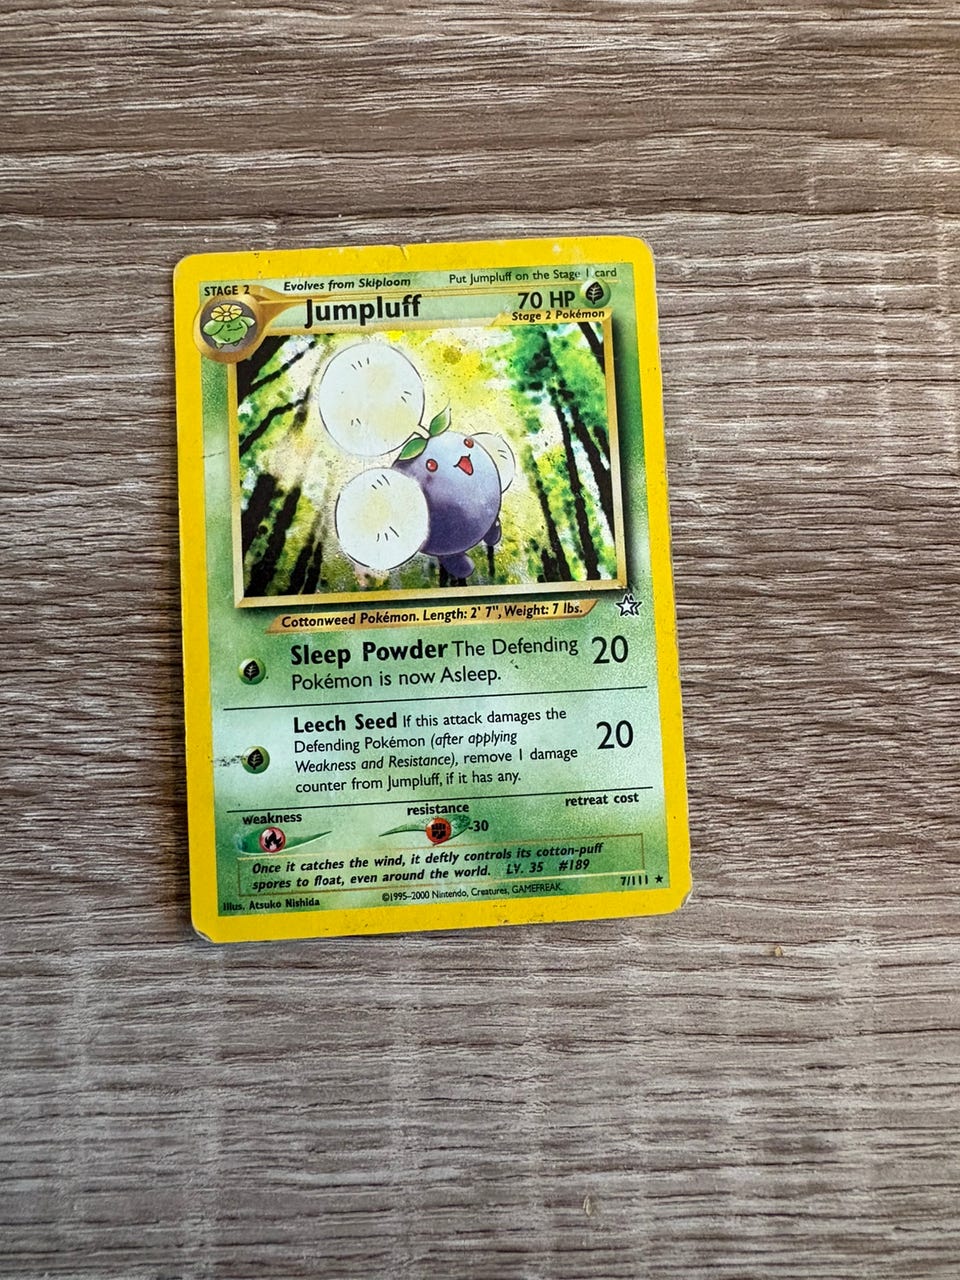 STAGE 2
Evolves from Skiploom
Put Jumpluff on the Stage 1 card
Jumpluff
70 HP
Stage 2 Pokémon
Cottonweed Pokémon. Length: 2' 7", Weight: 7 lbs.
Sleep Powder The Defending
Pokémon is now Asleep.
20
Leech Seed If this attack damages the
Defending Pokémon (after applying
Weakness and Resistance), remove 1 damage
counter from Jumpluff, if it has any.
20
weakness
resistance
-30
retreat cost
Once it catches the wind, it deftly controls its cotton-puff
spores to float, even around the world. LV. 35 #189
Illus. Atsuko Nishida
©1995–2000 Nintendo, Creatures, GAMEFREAK.
7/111 ★